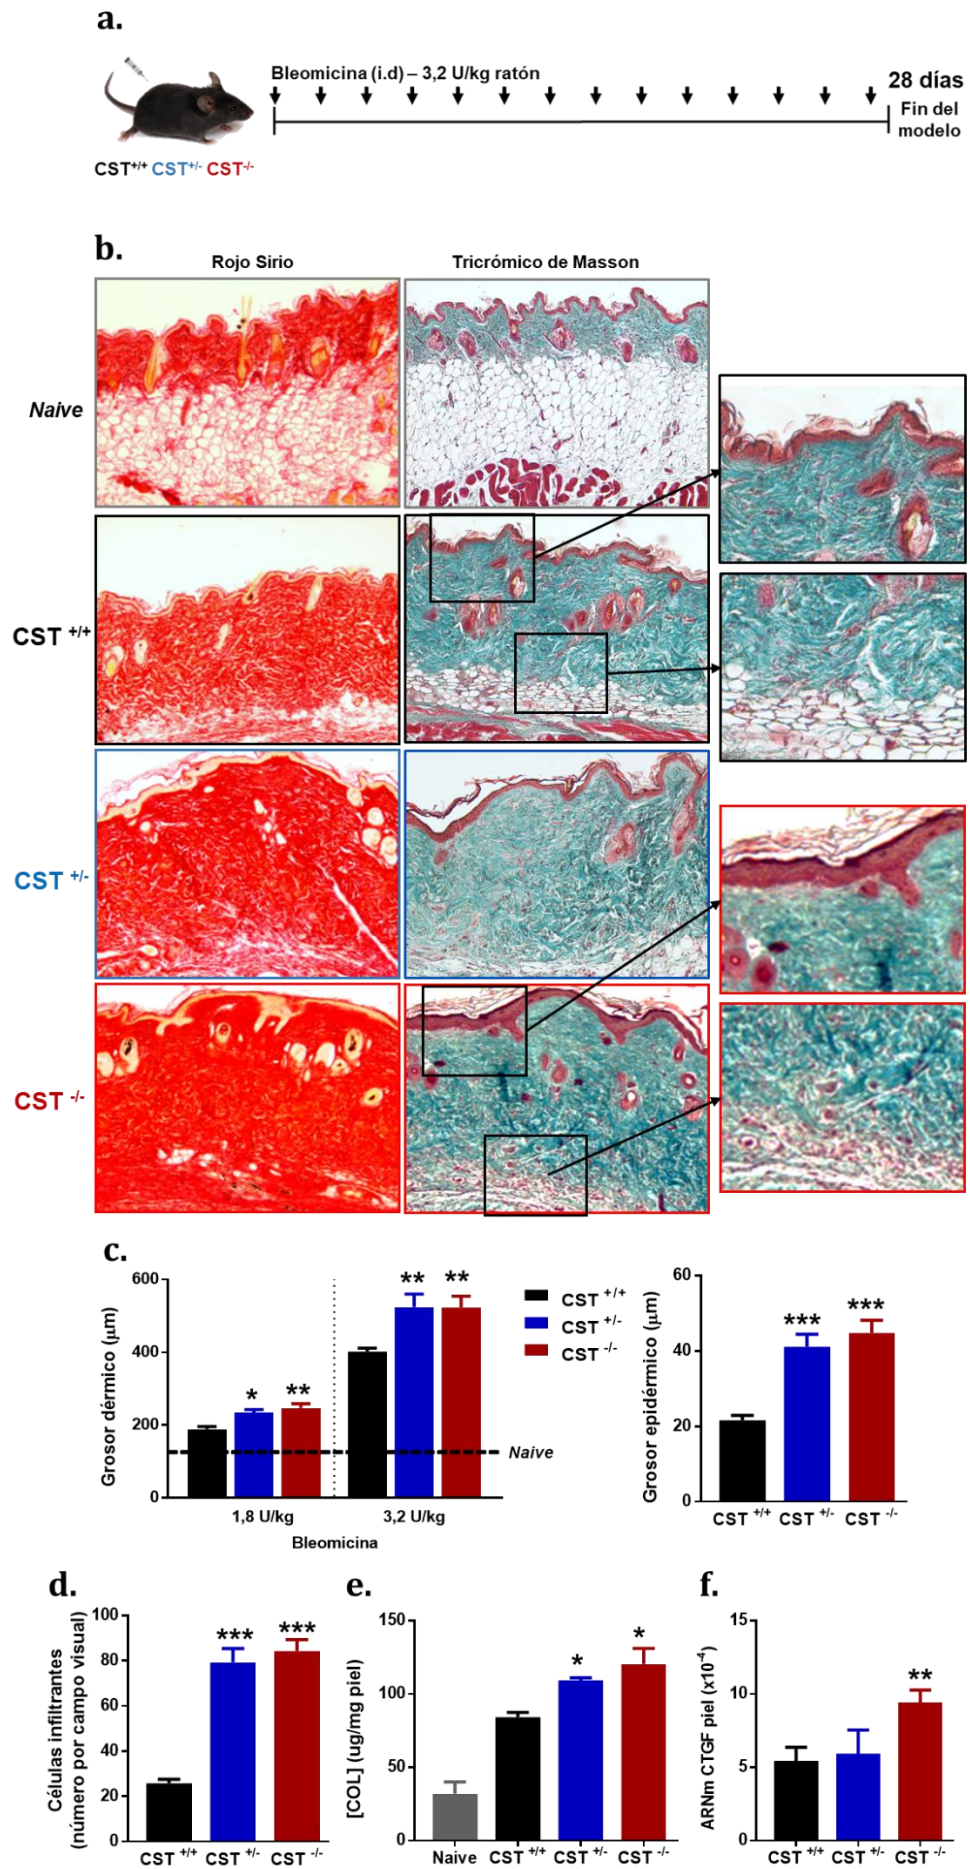 a.
Bleomicina (i.d) – 3,2 U/kg ratón
28 días
Fin del
modelo
CST+/+ CST+/- CST-/-
b.
Rojo Sirio
Tricrómico de Masson
Naive
CST +/+
CST +/-
CST -/-
c.
Grosor dérmico (µm)
600
400
200
0
* ** ** **
Naive
1,8 U/kg
3,2 U/kg
Bleomicina
CST +/+
CST +/-
CST -/-
Grosor epidérmico (µm)
60
40
20
0
*** ***
CST +/+ CST +/- CST -/-
d.
Células infiltrantes
(número por campo visual)
100
80
60
40
20
0
*** ***
CST +/+ CST +/- CST -/-
e.
[COL] (ug/mg piel)
150
100
50
0
* *
Naive CST +/+ CST +/- CST -/-
f.
ARNm CTGF piel (x10-4)
15
10
5
0
**
CST +/+ CST +/- CST -/-